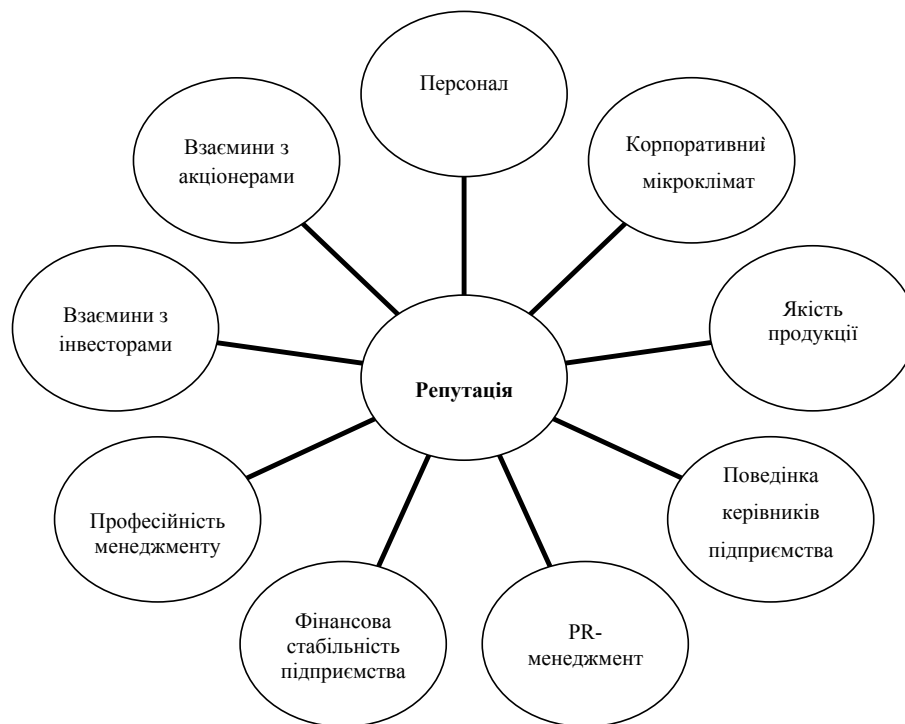 Персонал
Взаємини з
акціонерами
Корпоративний
мікроклімат
Взаємини з
інвесторами
Якість
продукції
Репутація
Професійність
менеджменту
Поведінка
керівників
підприємства
Фінансова
стабільність
підприємства
PR-
менеджмент